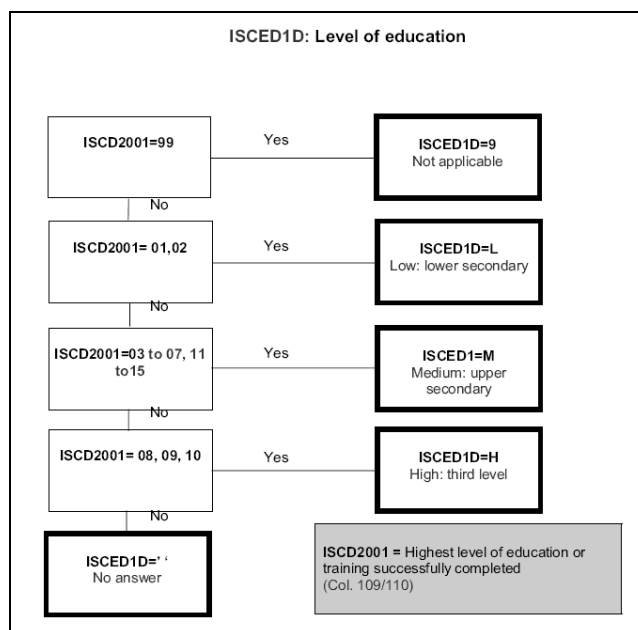 ISCED1D: Level of education
ISCD2001=99
Yes
ISCED1D=9
Not applicable
No
ISCD2001= 01,02
Yes
ISCED1D=L
Low: lower secondary
No
ISCD2001=03 to 07, 11
to15
Yes
ISCED1=M
Medium: upper
secondary
No
ISCD2001= 08, 09, 10
Yes
ISCED1D=H
High: third level
No
ISCED1D=’ ‘
No answer
ISCD2001 = Highest level of education or
training successfully completed
(Col. 109/110)